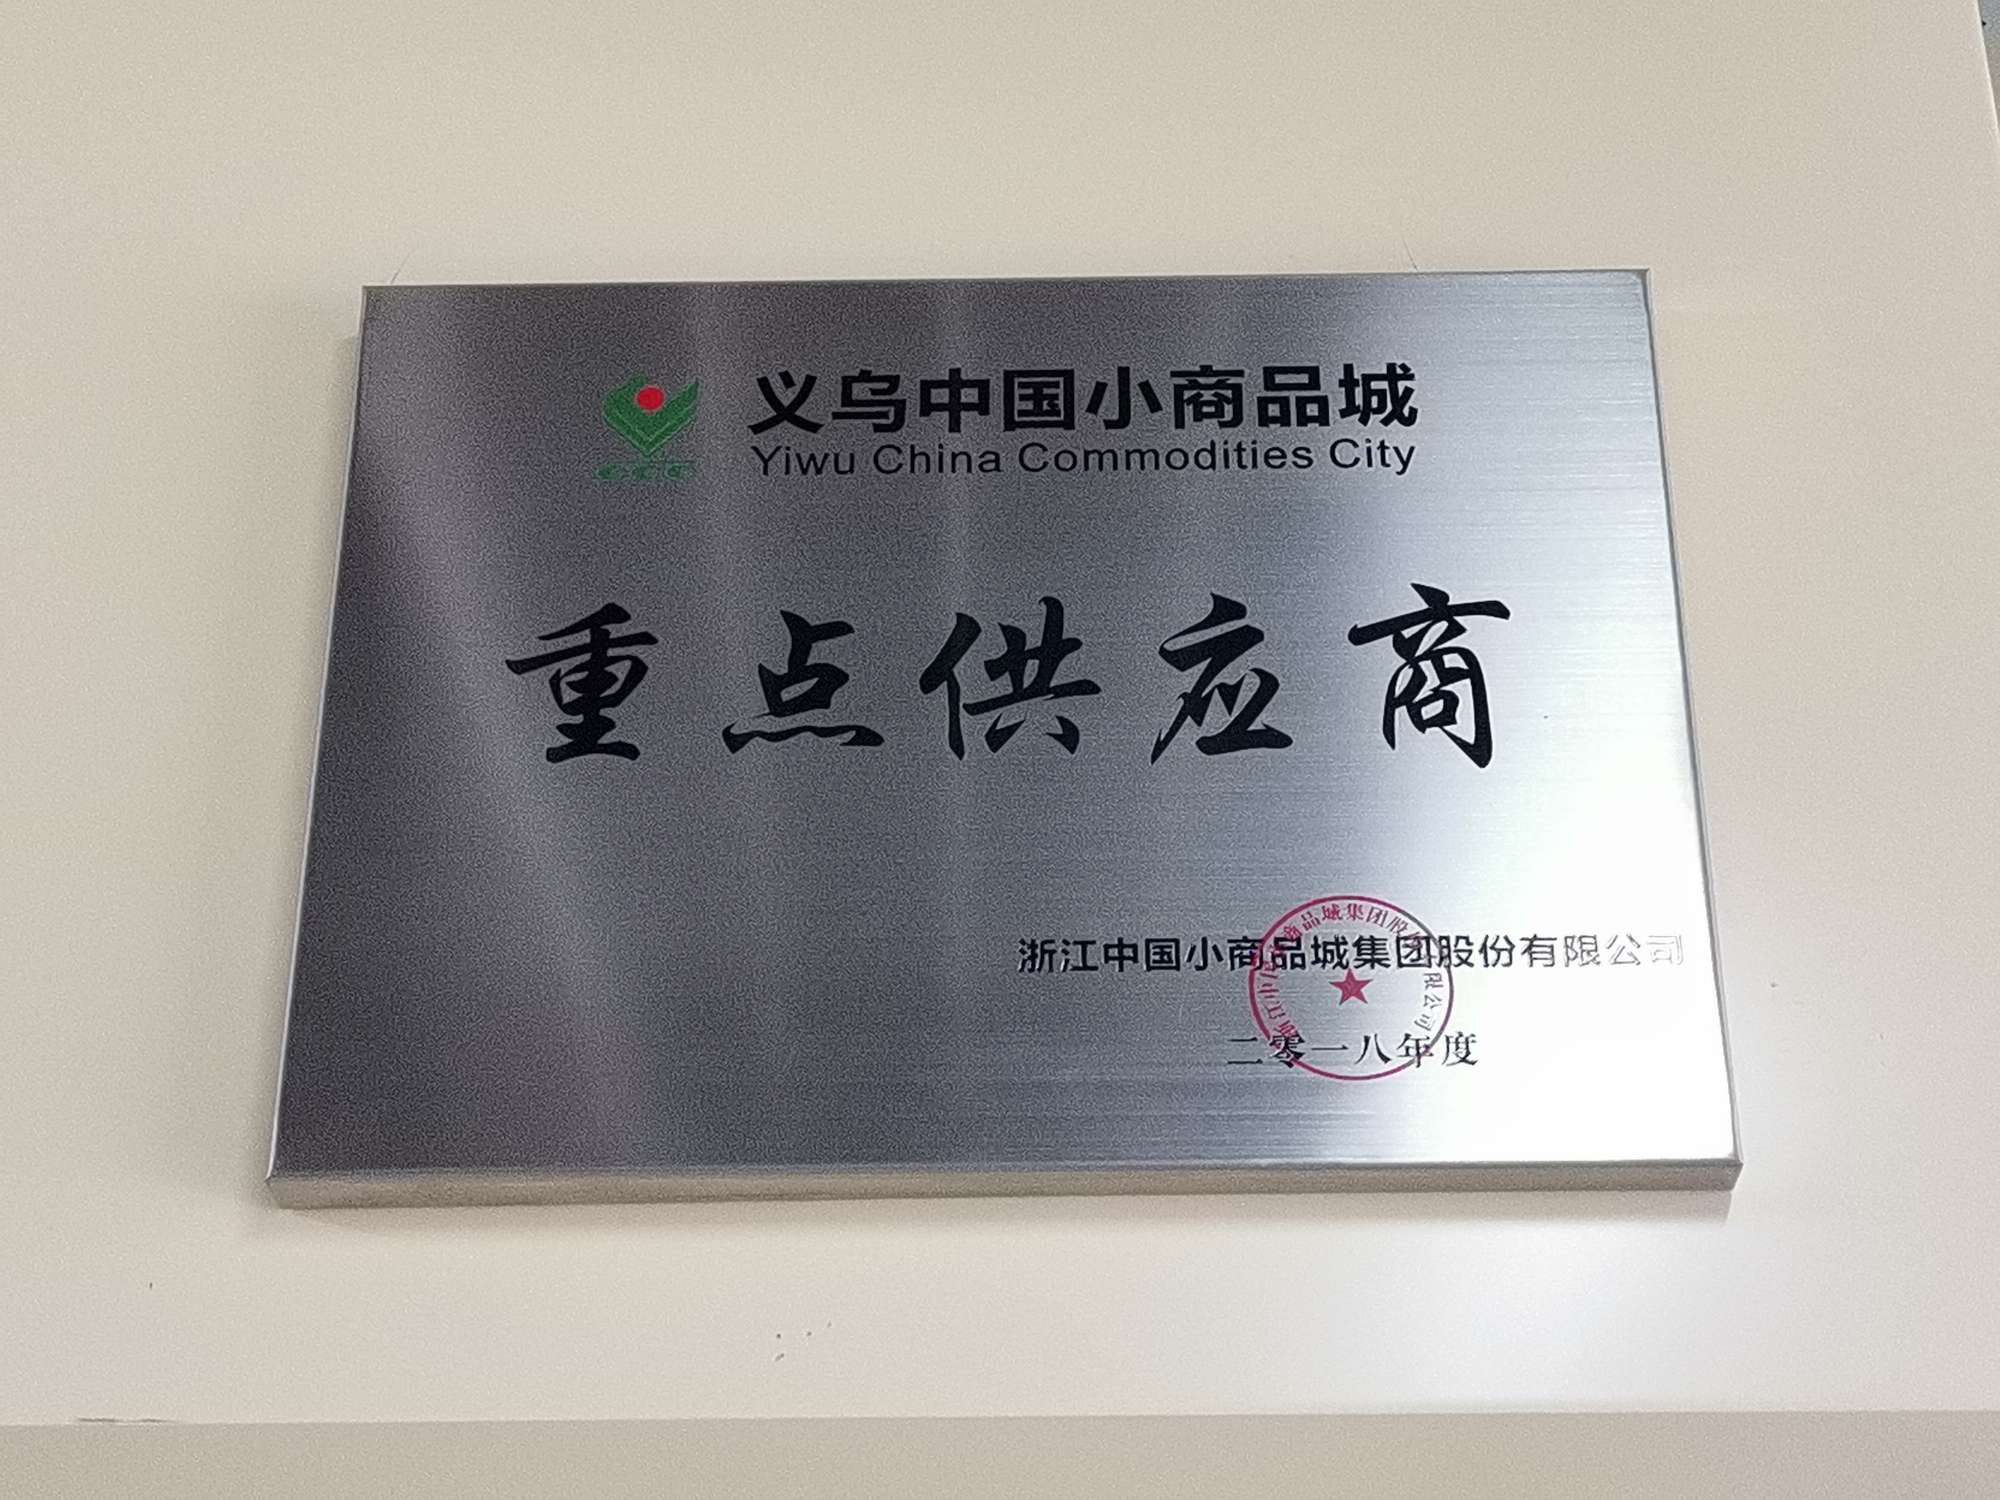 义乌中国小商品城
Yiwu China Commodities City
重点供应商
浙江中国小商品城集团股份有限公司
二零一八年度